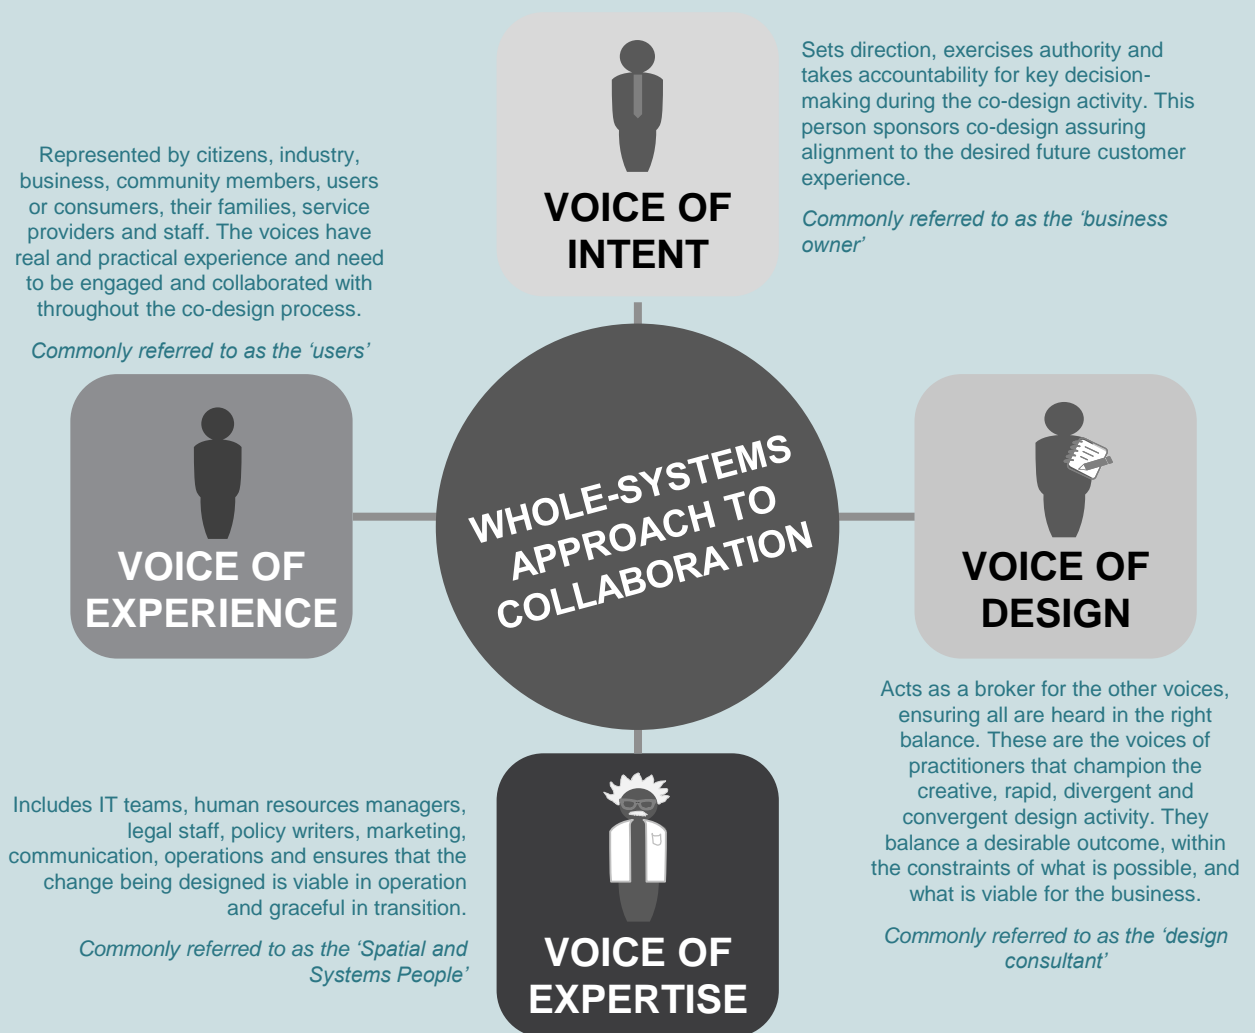 Sets direction, exercises authority and
takes accountability for key decision-
making during the co-design activity. This
person sponsors co-design assuring
alignment to the desired future customer
experience.
Commonly referred to as the ‘business
owner’
VOICE OF
INTENT
Represented by citizens, industry,
business, community members, users
or consumers, their families, service
providers and staff. The voices have
real and practical experience and need
to be engaged and collaborated with
throughout the co-design process.
Commonly referred to as the ‘users’
VOICE OF
EXPERIENCE
WHOLE-SYSTEMS
APPROACH TO
COLLABORATION
VOICE OF
DESIGN
Acts as a broker for the other voices,
ensuring all are heard in the right
balance. These are the voices of
practitioners that champion the
creative, rapid, divergent and
convergent design activity. They
balance a desirable outcome, within
the constraints of what is possible, and
what is viable for the business.
Commonly referred to as the ‘design
consultant’
Includes IT teams, human resources managers,
legal staff, policy writers, marketing,
communication, operations and ensures that the
change being designed is viable in operation
and graceful in transition.
Commonly referred to as the ‘Spatial and
Systems People’
VOICE OF
EXPERTISE